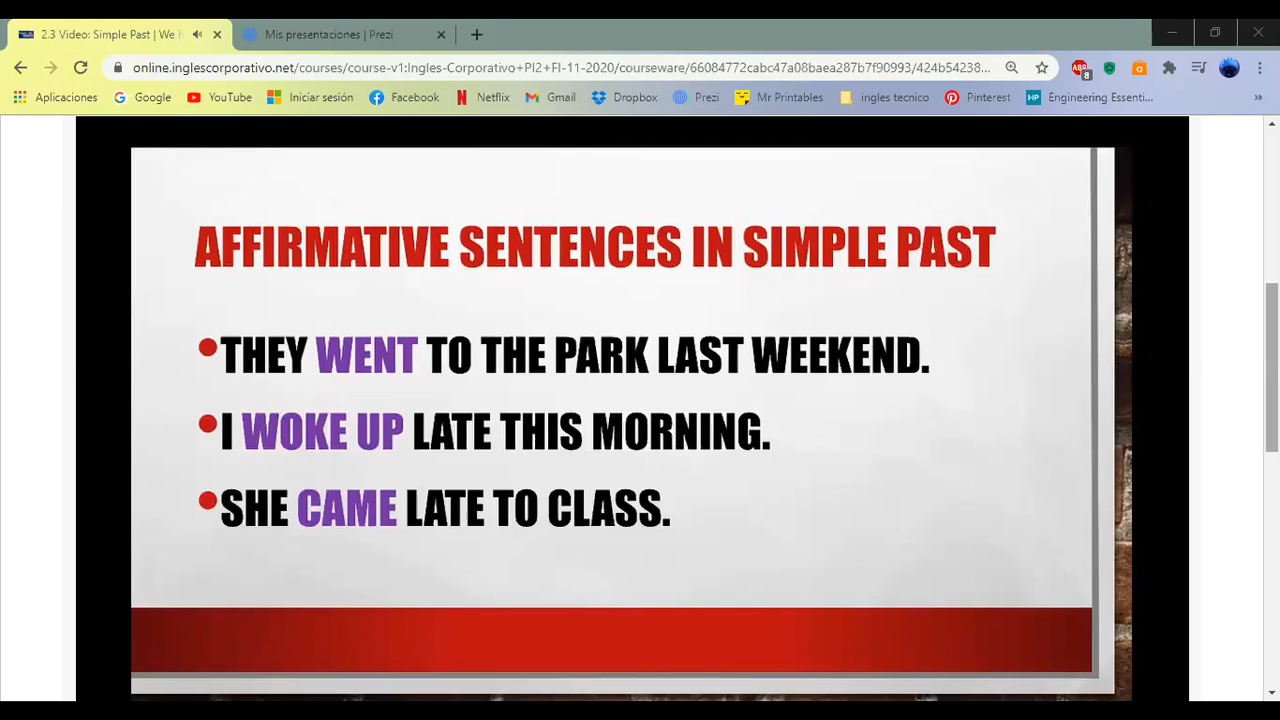 2.3 Video: Simple Past | We H
Mis presentaciones | Prezi
online.inglescorporativo.net/courses/course-v1:Ingles-Corporativo+PI2+FI-11-2020/courseware/66084772cabc47a08baea287b7f90993/424b54238...
ABP 8
Aplicaciones Google YouTube Iniciar sesión Facebook Netflix Gmail Dropbox Prezi Mr Printables ingles tecnico Pinterest HP Engineering Essenti... »
AFFIRMATIVE SENTENCES IN SIMPLE PAST
•THEY WENT TO THE PARK LAST WEEKEND.
•I WOKE UP LATE THIS MORNING.
•SHE CAME LATE TO CLASS.